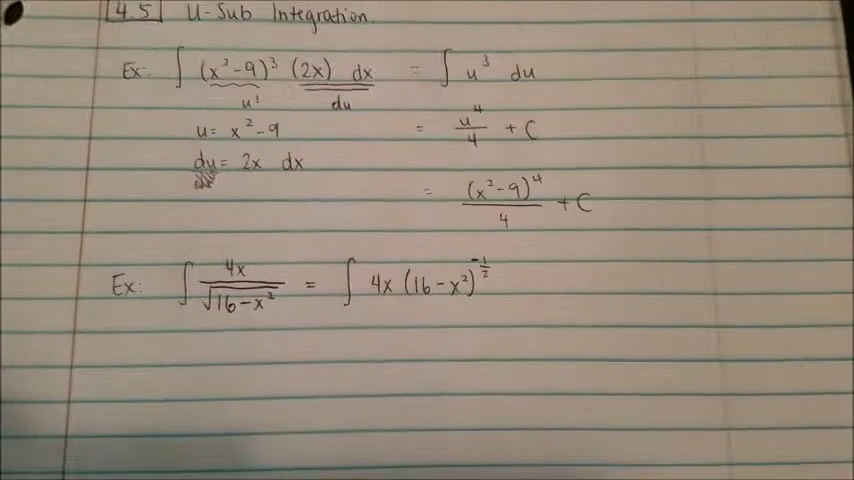 4.5 U-Sub Integration.
Ex: ∫ (x²-9)³ (2x) dx = ∫ u³ du
u³ du
u = x²-9 = u⁴/4 + C
du = 2x dx
= (x²-9)⁴/4 + C
Ex: ∫ 4x/√(16-x²) = ∫ 4x (16-x²)^(-1/2)